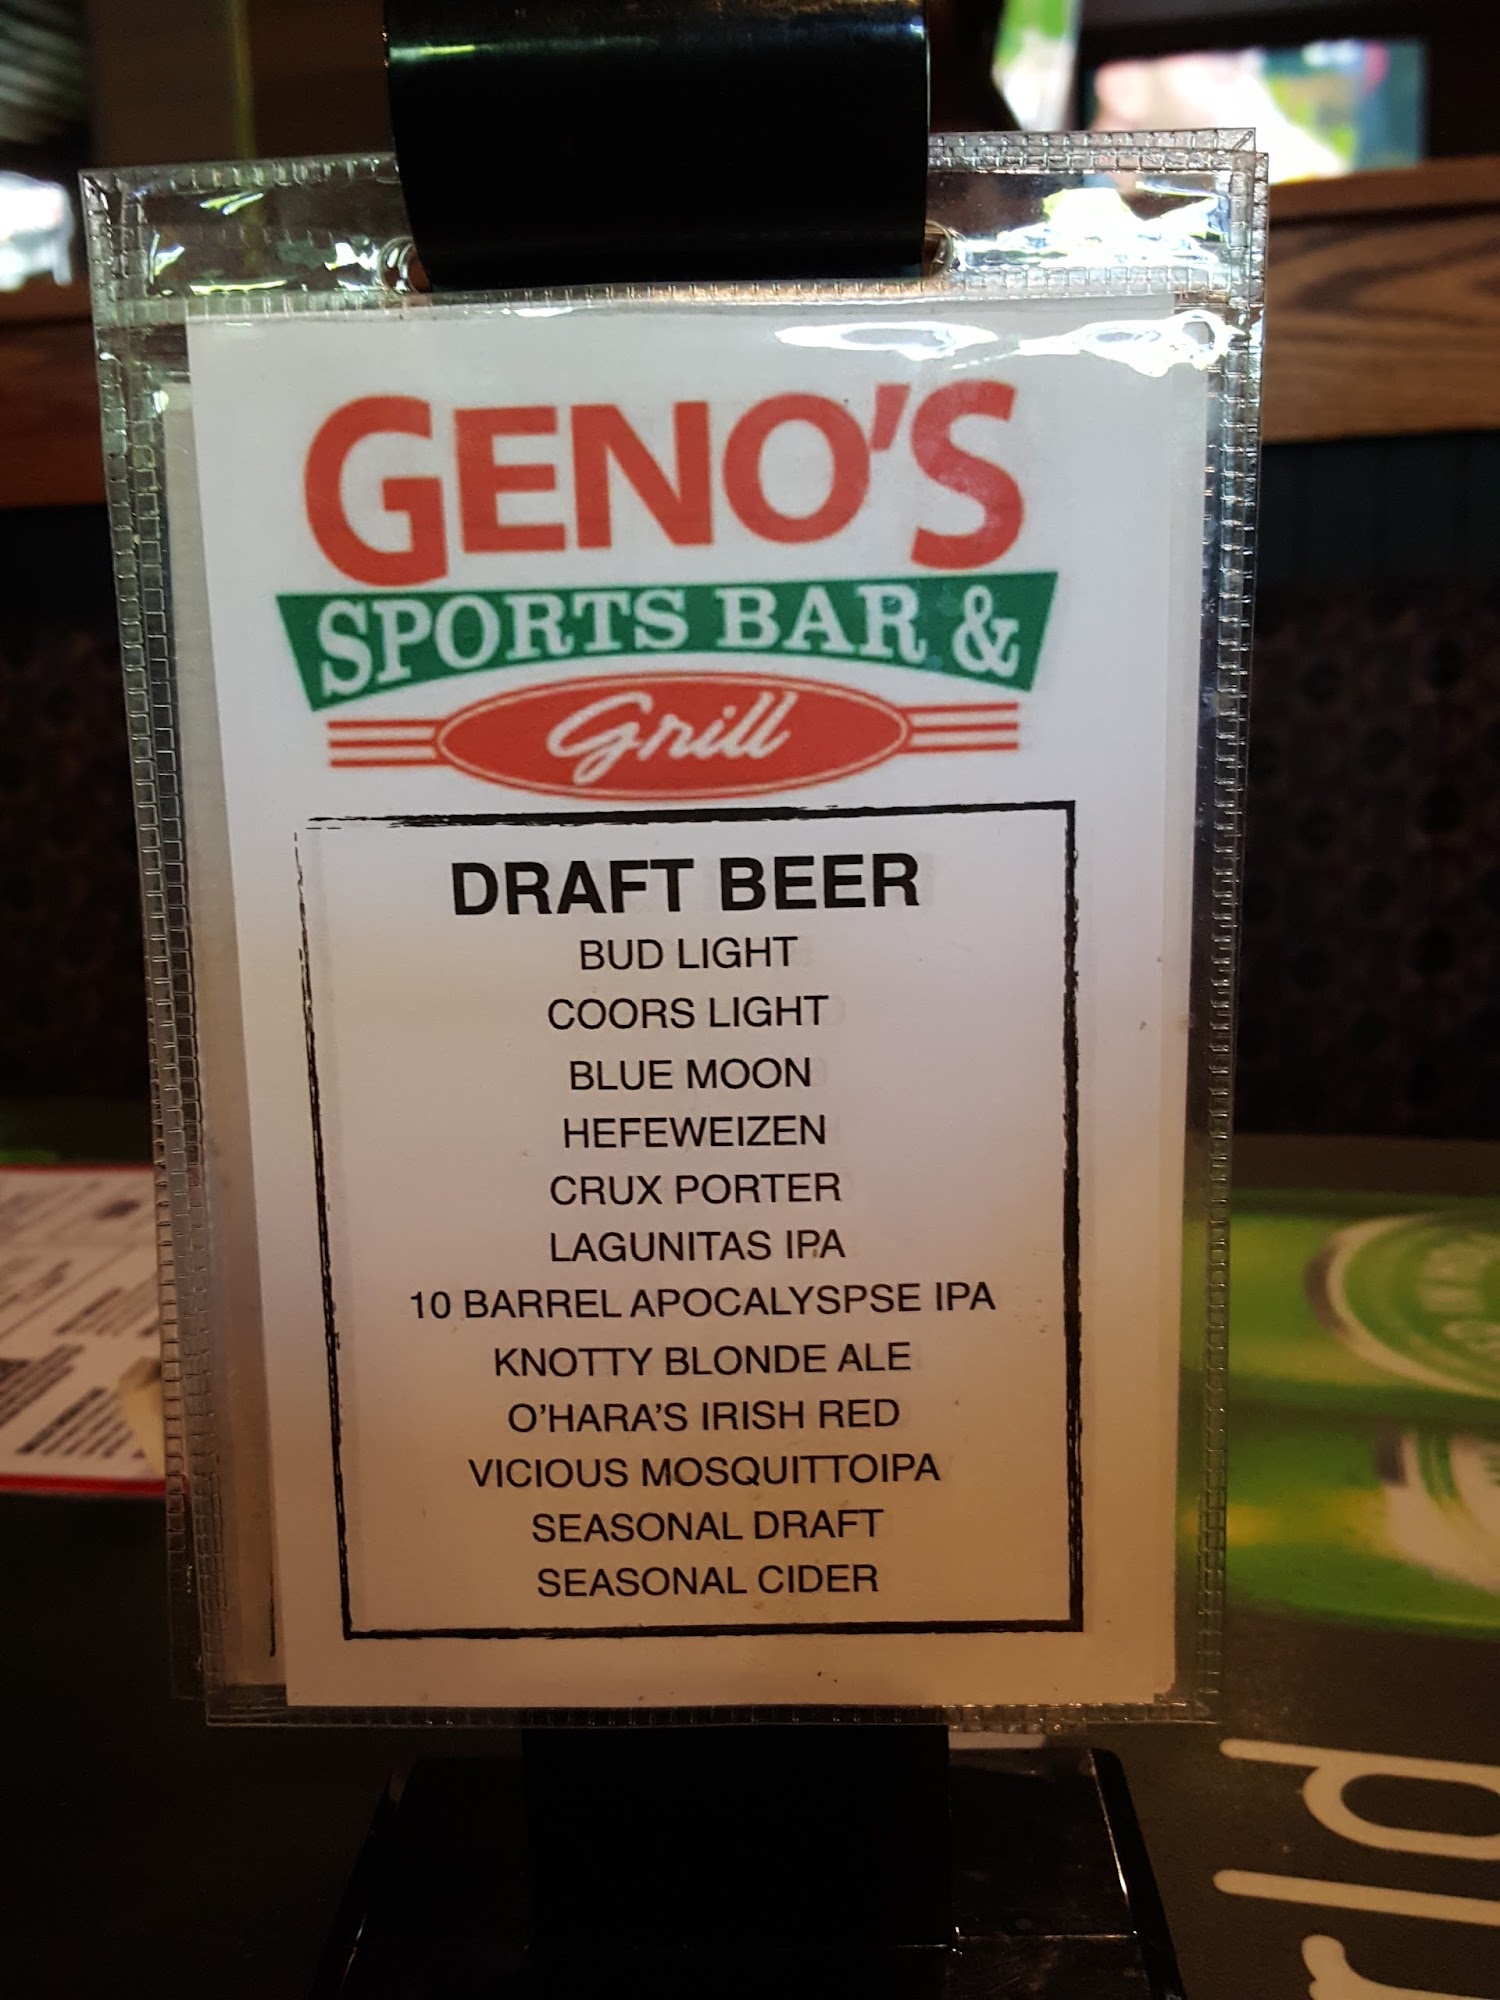 GENO'S
SPORTS BAR &
Grill
DRAFT BEER
BUD LIGHT
COORS LIGHT
BLUE MOON
HEFEWEIZEN
CRUX PORTER
LAGUNITAS IPA
10 BARREL APOCALYSPSE IPA
KNOTTY BLONDE ALE
O'HARA'S IRISH RED
VICIOUS MOSQUITTOIPA
SEASONAL DRAFT
SEASONAL CIDER
rld